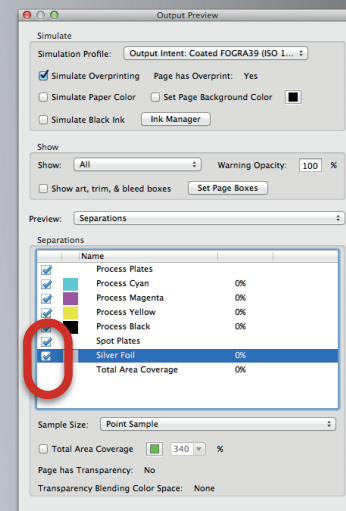 Output Preview
Simulate
Simulation Profile: Output Intent: Coated FOGRA39 (ISO 1...
Simulate Overprinting Page has Overprint: Yes
Simulate Paper Color Set Page Background Color
Simulate Black Ink Ink Manager
Show
Show: All Warning Opacity: 100 %
Show art, trim, & bleed boxes Set Page Boxes
Preview: Separations
Separations
Name
Process Plates
Process Cyan 0%
Process Magenta 0%
Process Yellow 0%
Process Black 0%
Spot Plates
Silver Foil 0%
Total Area Coverage 0%
Sample Size: Point Sample
Total Area Coverage 340 %
Page has Transparency: No
Transparency Blending Color Space: None